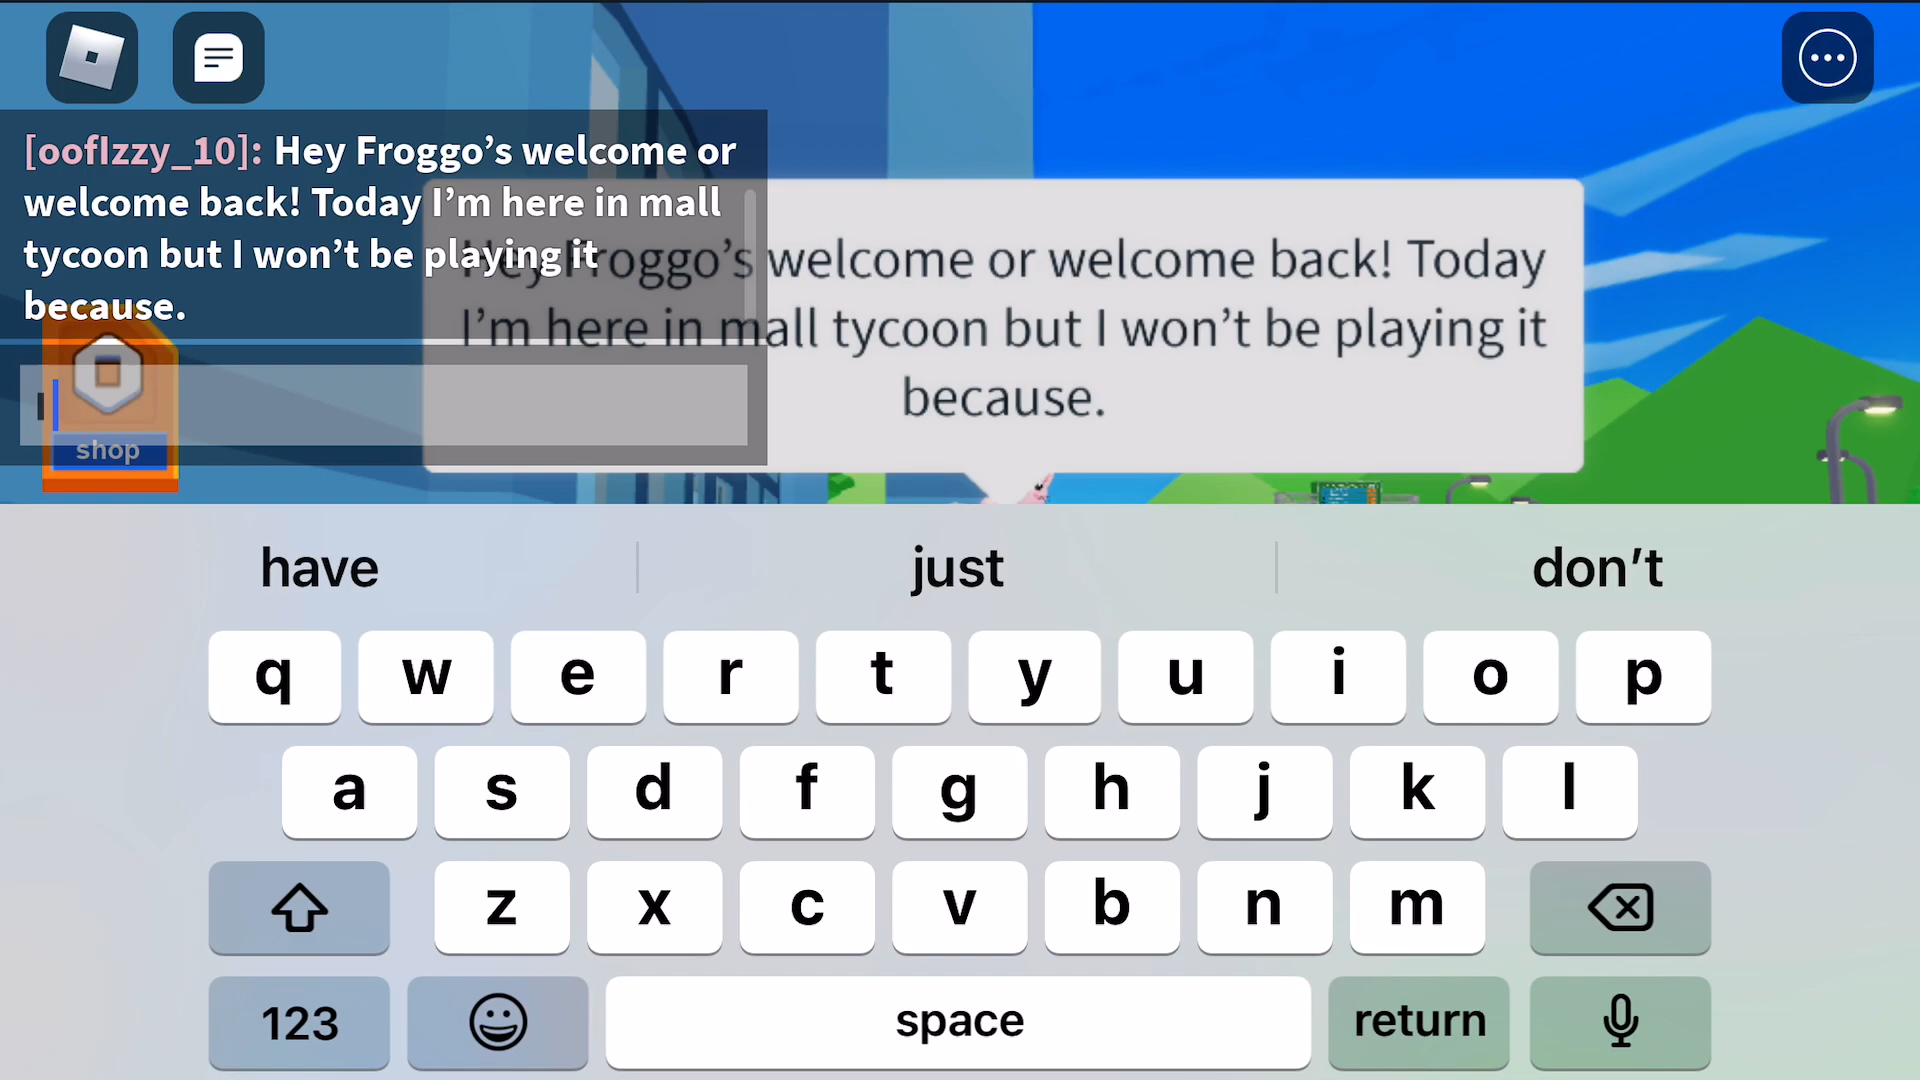 [oofIzzy_10]: Hey Froggo’s welcome or
welcome back! Today I’m here in mall
tycoon but I won’t be playing it
because.
Hey Froggo’s welcome or welcome back! Today
I’m here in mall tycoon but I won’t be playing it
because.
I
shop
have just don’t
q w e r t y u i o p
a s d f g h j k l
z x c v b n m
123 space return